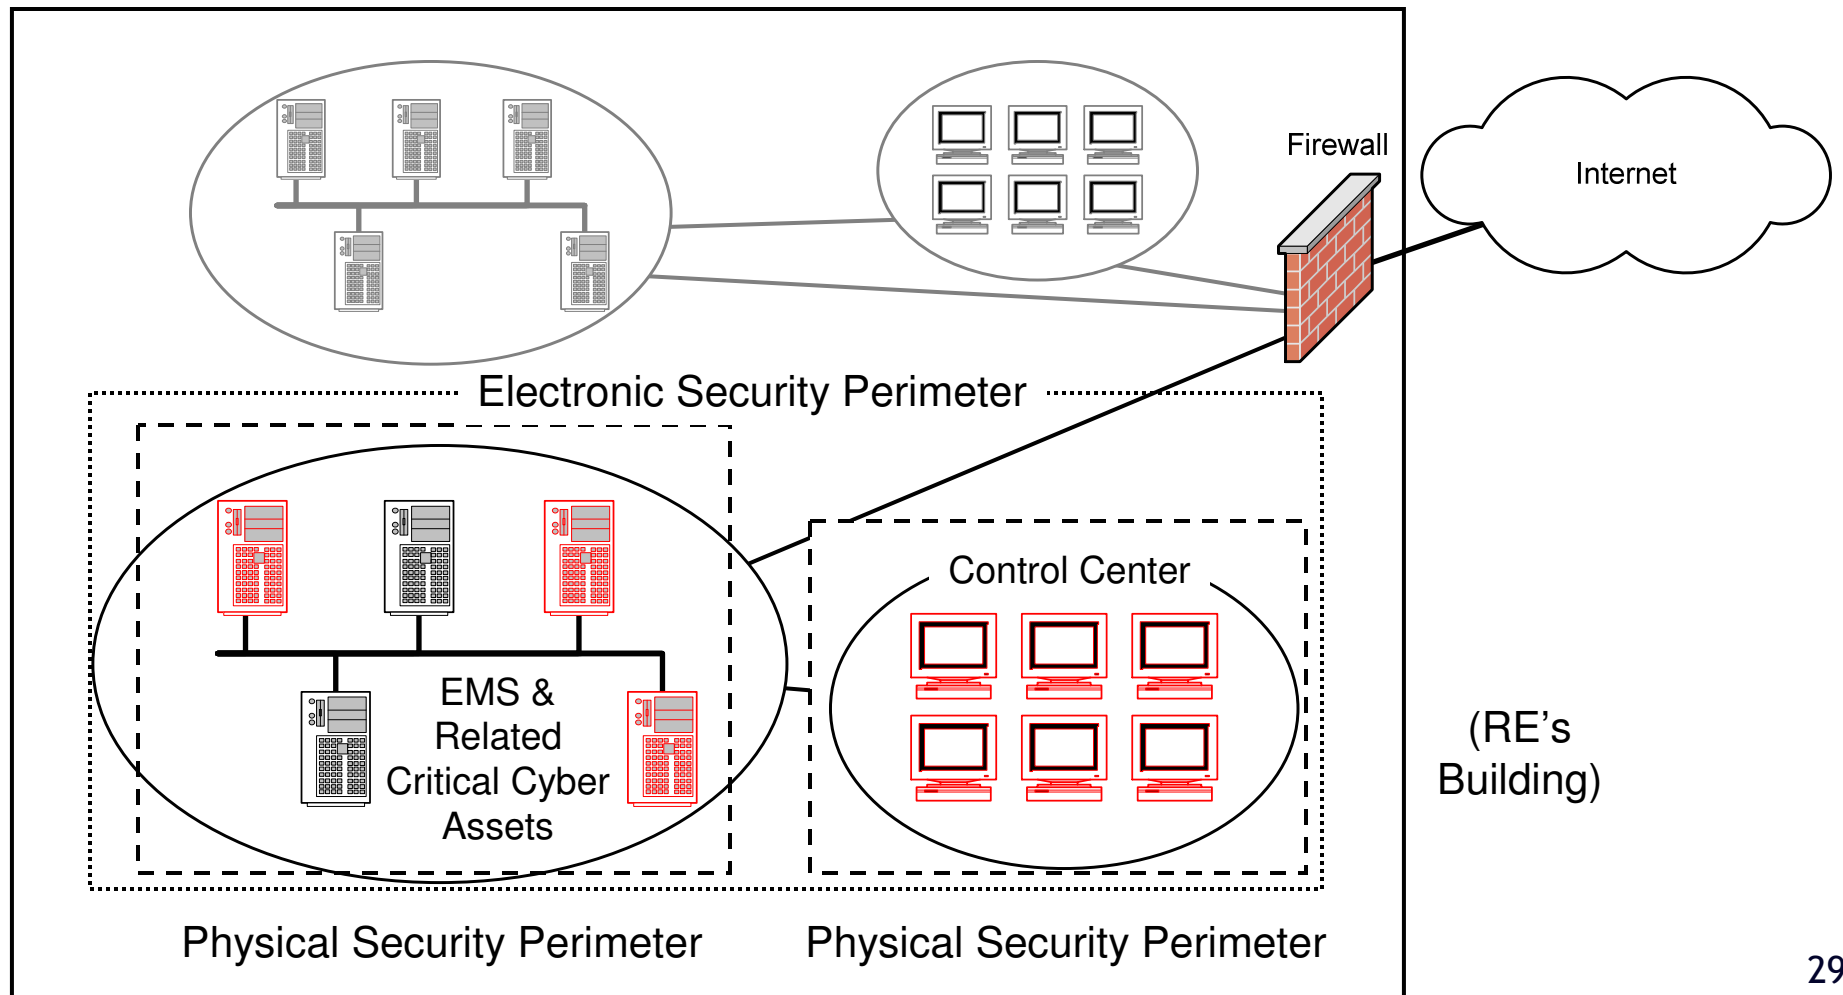 Firewall
Internet
Electronic Security Perimeter
Control Center
EMS &
Related
Critical Cyber
Assets
(RE’s
Building)
Physical Security Perimeter
Physical Security Perimeter
29